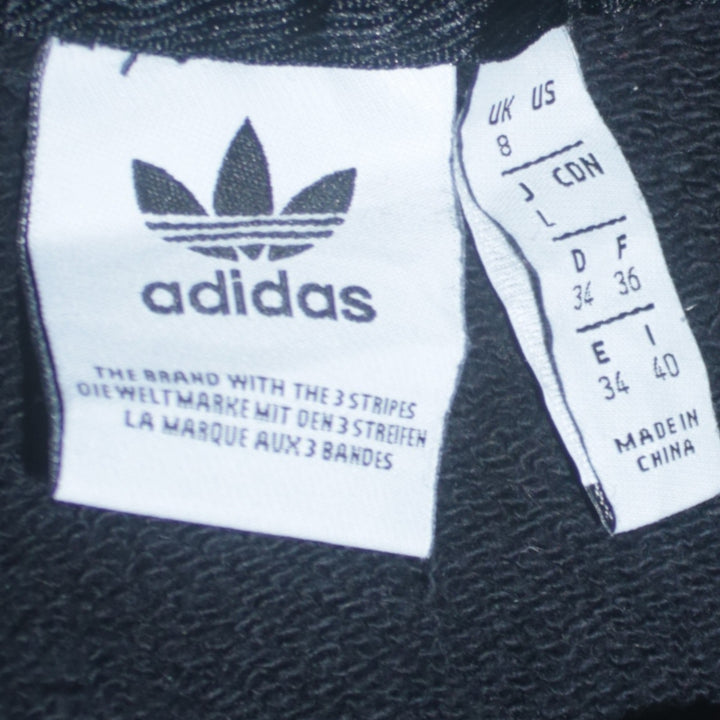 adidas
THE BRAND WITH THE 3 STRIPES
DIE WELTMARKE MIT DEN 3 STREIFEN
LA MARQUE AUX 3 BANDES
UK US
8
J CDN
L
D F
34 36
E I
34 40
MADE IN
CHINA